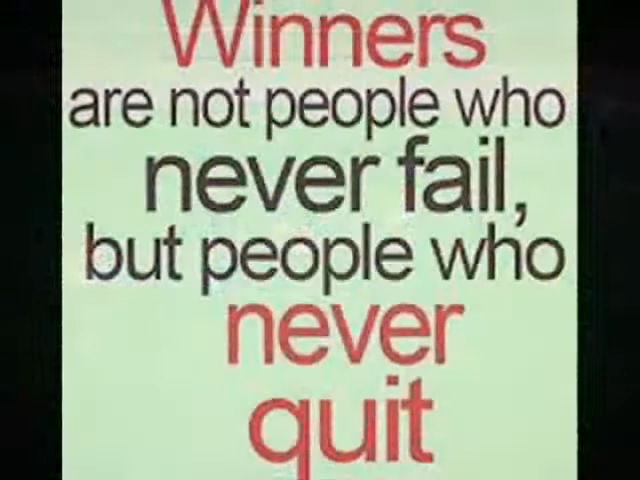 Winners
are not people who
never fail,
but people who
never
quit